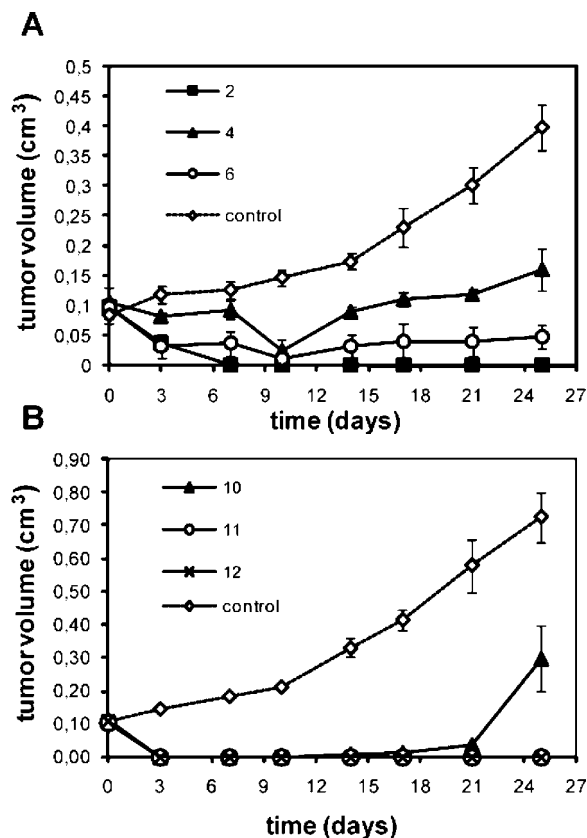 A
tumor volume (cm³)
0,5
0,45
0,4
0,35
0,3
0,25
0,2
0,15
0,1
0,05
0
2
4
6
control
0 3 6 9 12 15 18 21 24 27
time (days)
B
tumor volume (cm³)
0,90
0,80
0,70
0,60
0,50
0,40
0,30
0,20
0,10
0,00
10
11
12
control
0 3 6 9 12 15 18 21 24 27
time (days)